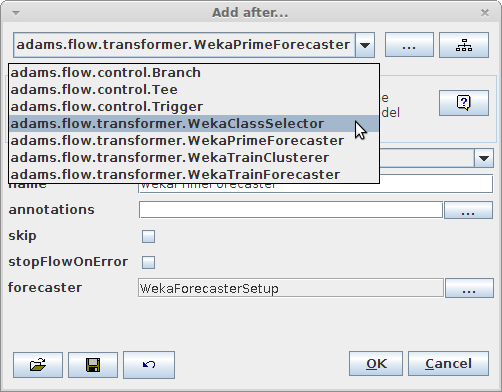 Add after...
adams.flow.transformer.WekaPrimeForecaster
...
adams.flow.control.Branch
adams.flow.control.Tee
adams.flow.control.Trigger
adams.flow.transformer.WekaClassSelector
adams.flow.transformer.WekaPrimeForecaster
adams.flow.transformer.WekaTrainClusterer
adams.flow.transformer.WekaTrainForecaster
name
annotations
...
skip
stopFlowOnError
forecaster WekaForecasterSetup ...
OK Cancel